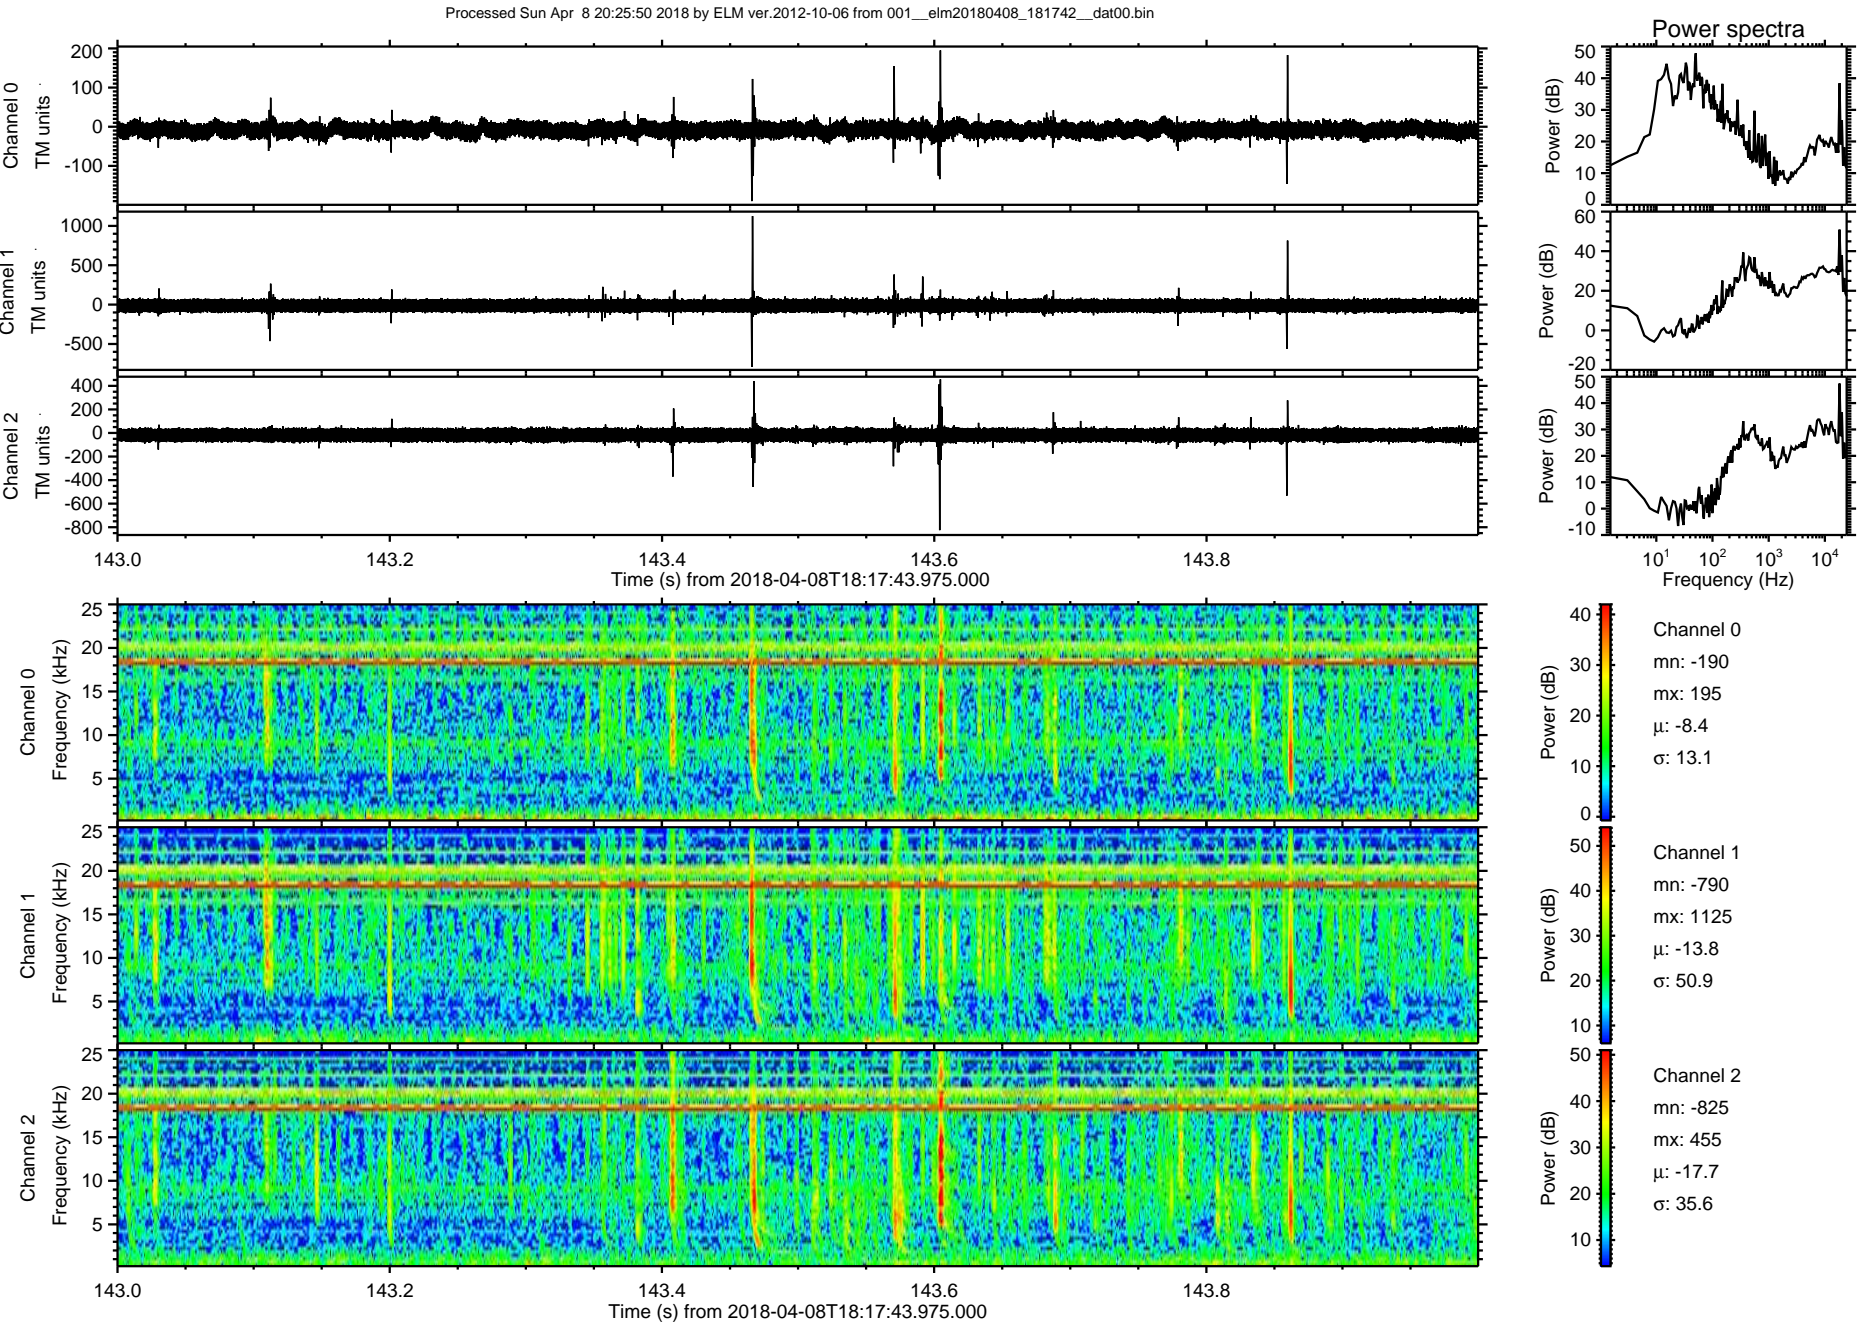 Processed Sun Apr  8 20:25:50 2018 by ELM ver.2012-10-06 from 001__elm20180408_181742__dat00.bin
Power spectra
Channel 0
TM units
200
100
0
-100
Power (dB)
50
40
30
20
10
0
Channel 1
TM units
1000
500
0
-500
Power (dB)
60
40
20
0
-20
Channel 2
TM units
400
200
0
-200
-400
-600
-800
Power (dB)
50
40
30
20
10
0
-10
143.0 143.2 143.4 143.6 143.8
Time (s) from 2018-04-08T18:17:43.975.000
10¹ 10² 10³ 10⁴
Frequency (Hz)
Channel 0
Frequency (kHz)
25
20
15
10
5
Power (dB)
40
30
20
10
0
Channel 0
mn: -190
mx: 195
μ: -8.4
σ: 13.1
Channel 1
Frequency (kHz)
25
20
15
10
5
Power (dB)
50
40
30
20
10
Channel 1
mn: -790
mx: 1125
μ: -13.8
σ: 50.9
Channel 2
Frequency (kHz)
25
20
15
10
5
Power (dB)
50
40
30
20
10
Channel 2
mn: -825
mx: 455
μ: -17.7
σ: 35.6
143.0 143.2 143.4 143.6 143.8
Time (s) from 2018-04-08T18:17:43.975.000